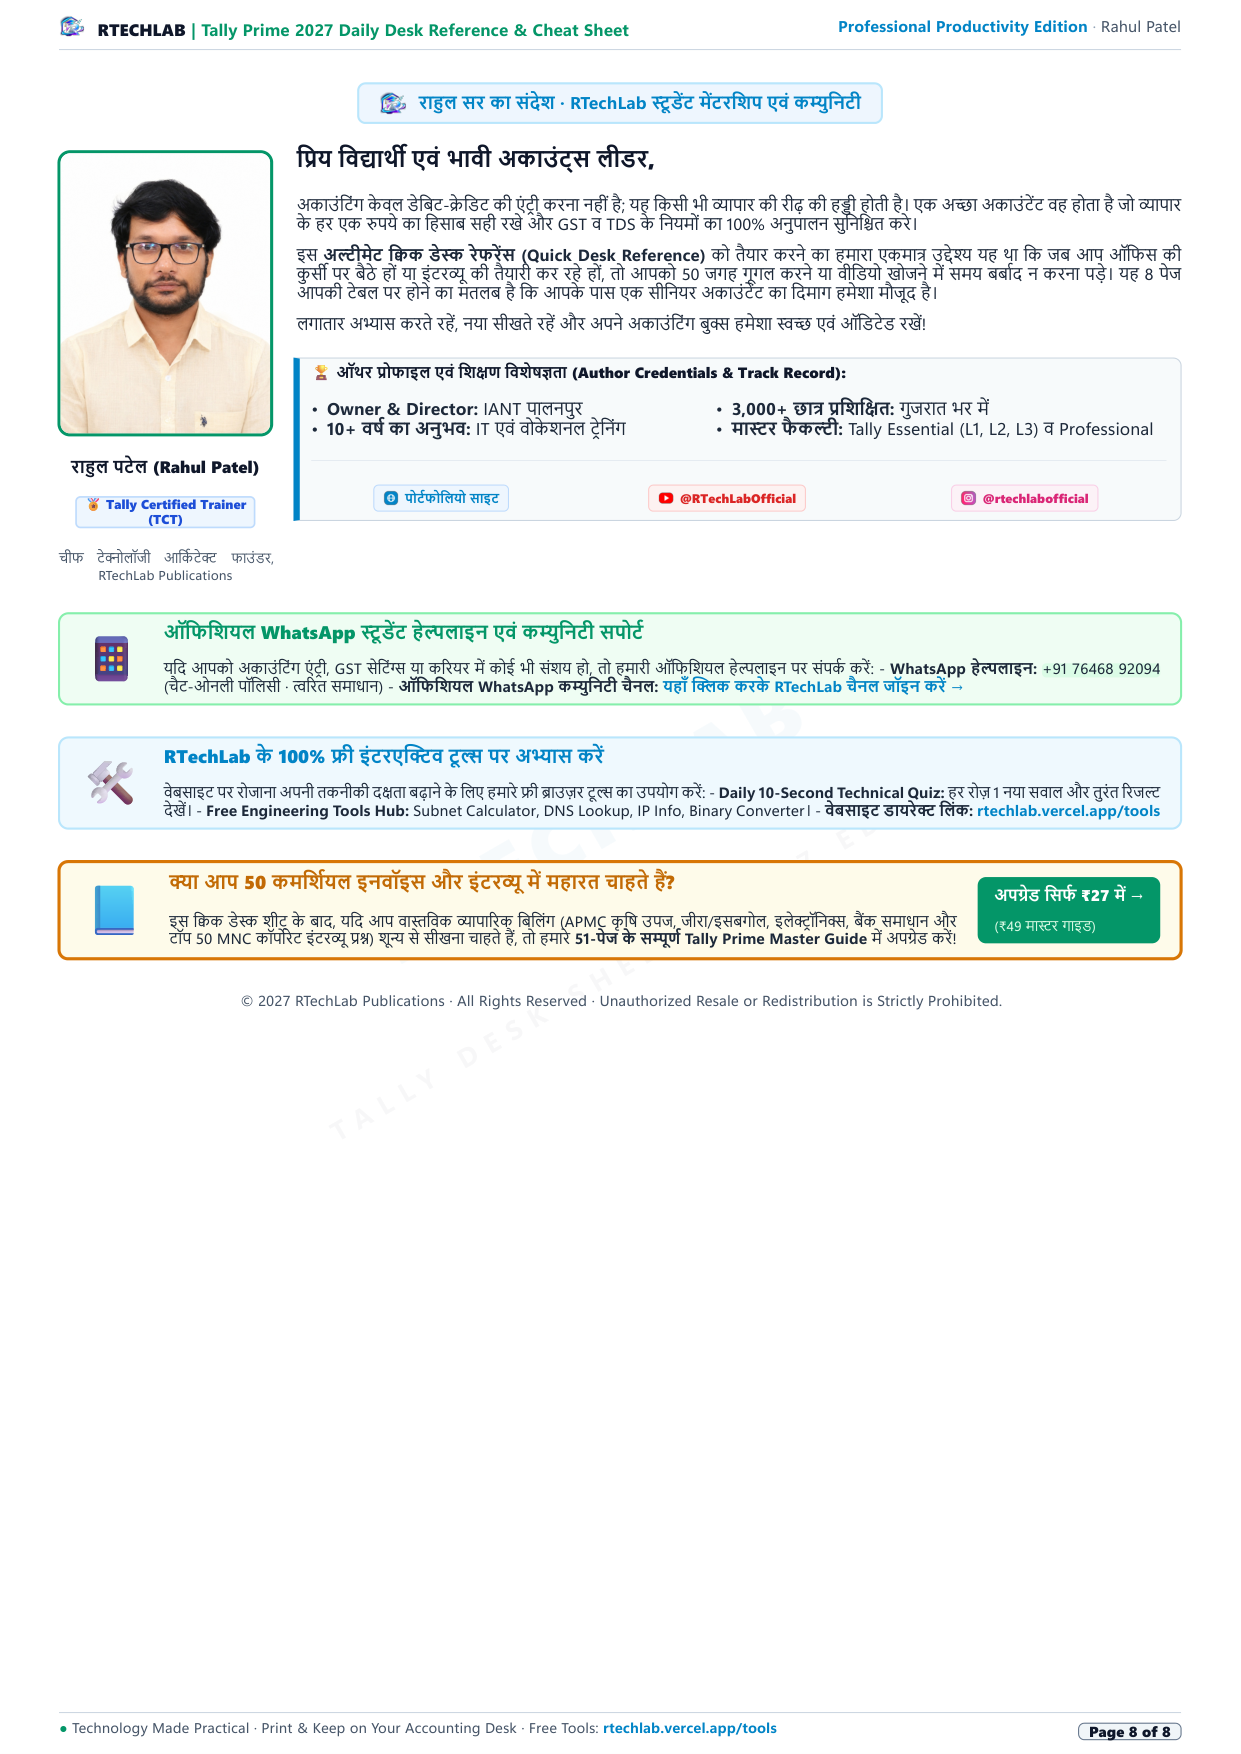 RTECHLAB | Tally Prime 2027 Daily Desk Reference & Cheat Sheet
Professional Productivity Edition · Rahul Patel
राहुल सर का संदेश · RTechLab स्टूडेंट मेंटरशिप एवं कम्युनिटी
प्रिय विद्यार्थी एवं भावी अकाउंट्स लीडर,
अकाउंटिंग केवल डेबिट-क्रेडिट की एंट्री करना नहीं है; यह किसी भी व्यापार की रीढ़ की हड्डी होती है। एक अच्छा अकाउंटेंट वह होता है जो व्यापार
के हर एक रुपये का हिसाब सही रखे और GST व TDS के नियमों का 100% अनुपालन सुनिश्चित करे।
इस अल्टीमेट क्विक डेस्क रेफरेंस (Quick Desk Reference) को तैयार करने का हमारा एकमात्र उद्देश्य यह था कि जब आप ऑफिस की
कुर्सी पर बैठे हों या इंटरव्यू की तैयारी कर रहे हों, तो आपको 50 जगह गूगल करने या वीडियो खोजने में समय बर्बाद न करना पड़े। यह 8 पेज
आपकी टेबल पर होने का मतलब है कि आपके पास एक सीनियर अकाउंटेंट का दिमाग हमेशा मौजूद है।
लगातार अभ्यास करते रहें, नया सीखते रहें और अपने अकाउंटिंग बुक्स हमेशा स्वच्छ एवं ऑडिटेड रखें!
ऑथर प्रोफाइल एवं शिक्षण विशेषज्ञता (Author Credentials & Track Record):
• Owner & Director: IANT पालनपुर
• 10+ वर्ष का अनुभव: IT एवं वोकेशनल ट्रेनिंग
• 3,000+ छात्र प्रशिक्षित: गुजरात भर में
• मास्टर फैकल्टी: Tally Essential (L1, L2, L3) व Professional
पोर्टफोलियो साइट
@RTechLabOfficial
@rtechlabofficial
राहुल पटेल (Rahul Patel)
Tally Certified Trainer
(TCT)
चीफ टेक्नोलॉजी आर्किटेक्ट फाउंडर,
RTechLab Publications
ऑफिशियल WhatsApp स्टूडेंट हेल्पलाइन एवं कम्युनिटी सपोर्ट
यदि आपको अकाउंटिंग एंट्री, GST सेटिंग्स या करियर में कोई भी संशय हो, तो हमारी ऑफिशियल हेल्पलाइन पर संपर्क करें: - WhatsApp हेल्पलाइन: +91 76468 92094
(चैट-ओनली पॉलिसी · त्वरित समाधान) - ऑफिशियल WhatsApp कम्युनिटी चैनल: यहाँ क्लिक करके RTechLab चैनल जॉइन करें →
RTechLab के 100% फ्री इंटरएक्टिव टूल्स पर अभ्यास करें
वेबसाइट पर रोजाना अपनी तकनीकी दक्षता बढ़ाने के लिए हमारे फ्री ब्राउज़र टूल्स का उपयोग करें: - Daily 10-Second Technical Quiz: हर रोज़ 1 नया सवाल और तुरंत रिजल्ट
देखें। - Free Engineering Tools Hub: Subnet Calculator, DNS Lookup, IP Info, Binary Converter। - वेबसाइट डायरेक्ट लिंक: rtechlab.vercel.app/tools
क्या आप 50 कमर्शियल इनवॉइस और इंटरव्यू में महारत चाहते हैं?
इस क्विक डेस्क शीट के बाद, यदि आप वास्तविक व्यापारिक बिलिंग (APMC कृषि उपज, जीरा/इसबगोल, इलेक्ट्रॉनिक्स, बैंक समाधान और
टॉप 50 MNC कॉर्पोरेट इंटरव्यू प्रश्न) शून्य से सीखना चाहते हैं, तो हमारे 51-पेज के सम्पूर्ण Tally Prime Master Guide में अपग्रेड करें!
अपग्रेड सिर्फ ₹27 में →
(₹49 मास्टर गाइड)
© 2027 RTechLab Publications · All Rights Reserved · Unauthorized Resale or Redistribution is Strictly Prohibited.
● Technology Made Practical · Print & Keep on Your Accounting Desk · Free Tools: rtechlab.vercel.app/tools
Page 8 of 8